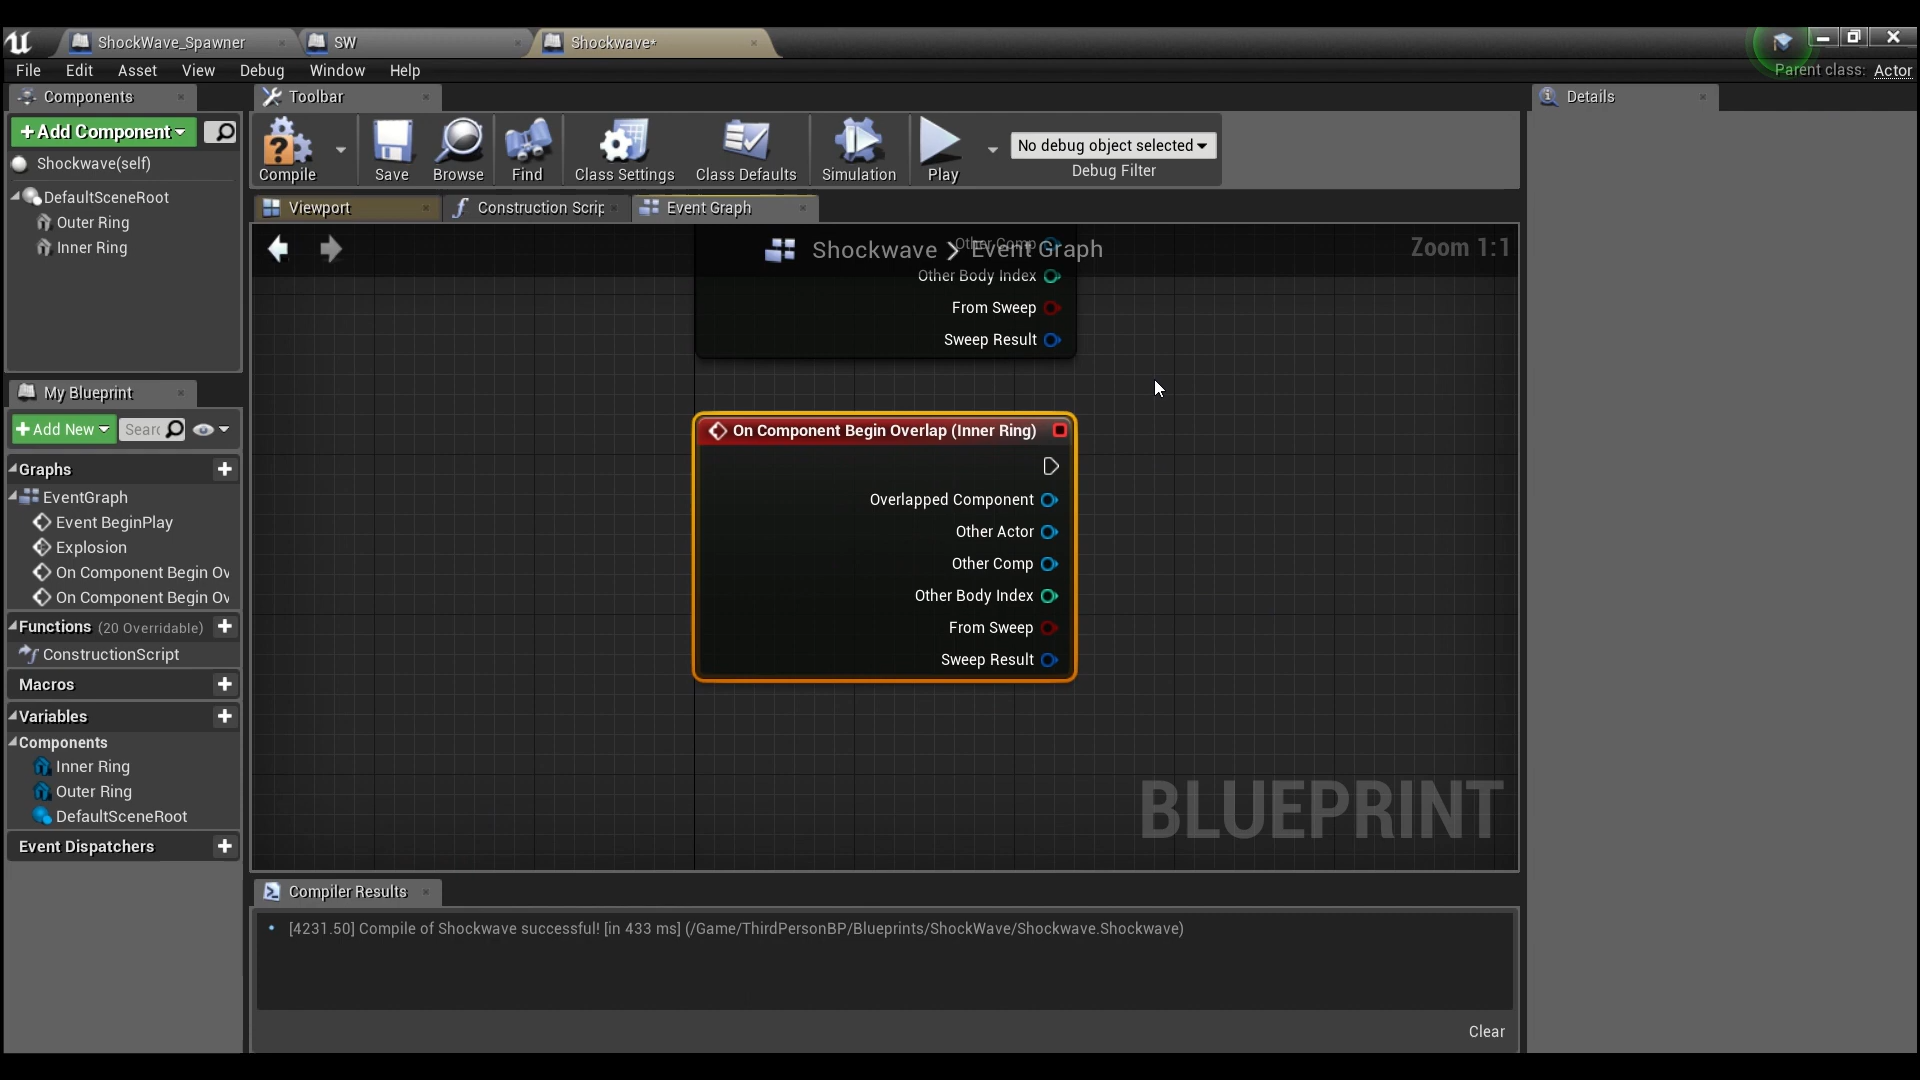 ShockWave_Spawner
SW
Shockwave*
File Edit Asset View Debug Window Help
Parent class: Actor
Components
+Add Component
Shockwave(self)
DefaultSceneRoot
Outer Ring
Inner Ring
Toolbar
Compile
Save
Browse
Find
Class Settings
Class Defaults
Simulation
Play
No debug object selected
Debug Filter
Details
Viewport
Construction Scrip
Event Graph
Shockwave > Event Graph
Zoom 1:1
Other Comp
Other Body Index
From Sweep
Sweep Result
On Component Begin Overlap (Inner Ring)
Overlapped Component
Other Actor
Other Comp
Other Body Index
From Sweep
Sweep Result
BLUEPRINT
My Blueprint
+Add New
Searc
Graphs
EventGraph
Event BeginPlay
Explosion
On Component Begin Ov
On Component Begin Ov
Functions (20 Overridable)
ConstructionScript
Macros
Variables
Components
Inner Ring
Outer Ring
DefaultSceneRoot
Event Dispatchers
Compiler Results
[4231.50] Compile of Shockwave successful! [in 433 ms] (/Game/ThirdPersonBP/Blueprints/ShockWave/Shockwave.Shockwave)
Clear